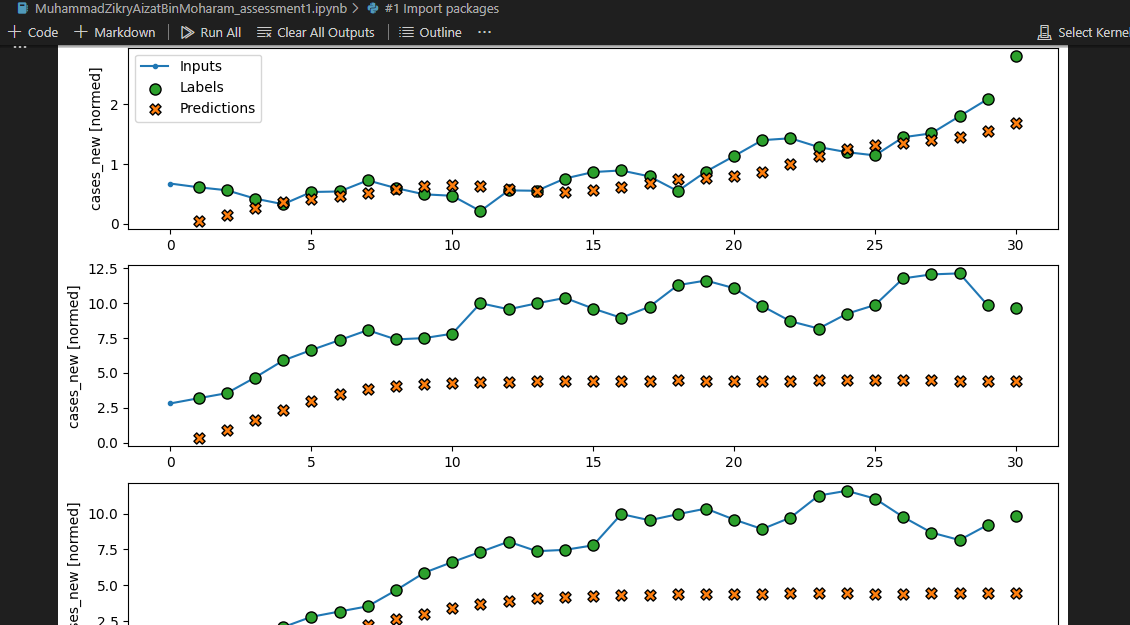 MuhammadZikryAizatBinMoharam_assessment1.ipynb > #1 Import packages
+ Code + Markdown Run All Clear All Outputs Outline ... Select Kerne
...
Inputs
Labels
Predictions
cases_new [normed]
2
1
0
0 5 10 15 20 25 30
cases_new [normed]
12.5
10.0
7.5
5.0
2.5
0.0
0 5 10 15 20 25 30
ses_new [normed]
10.0
7.5
5.0
2.5